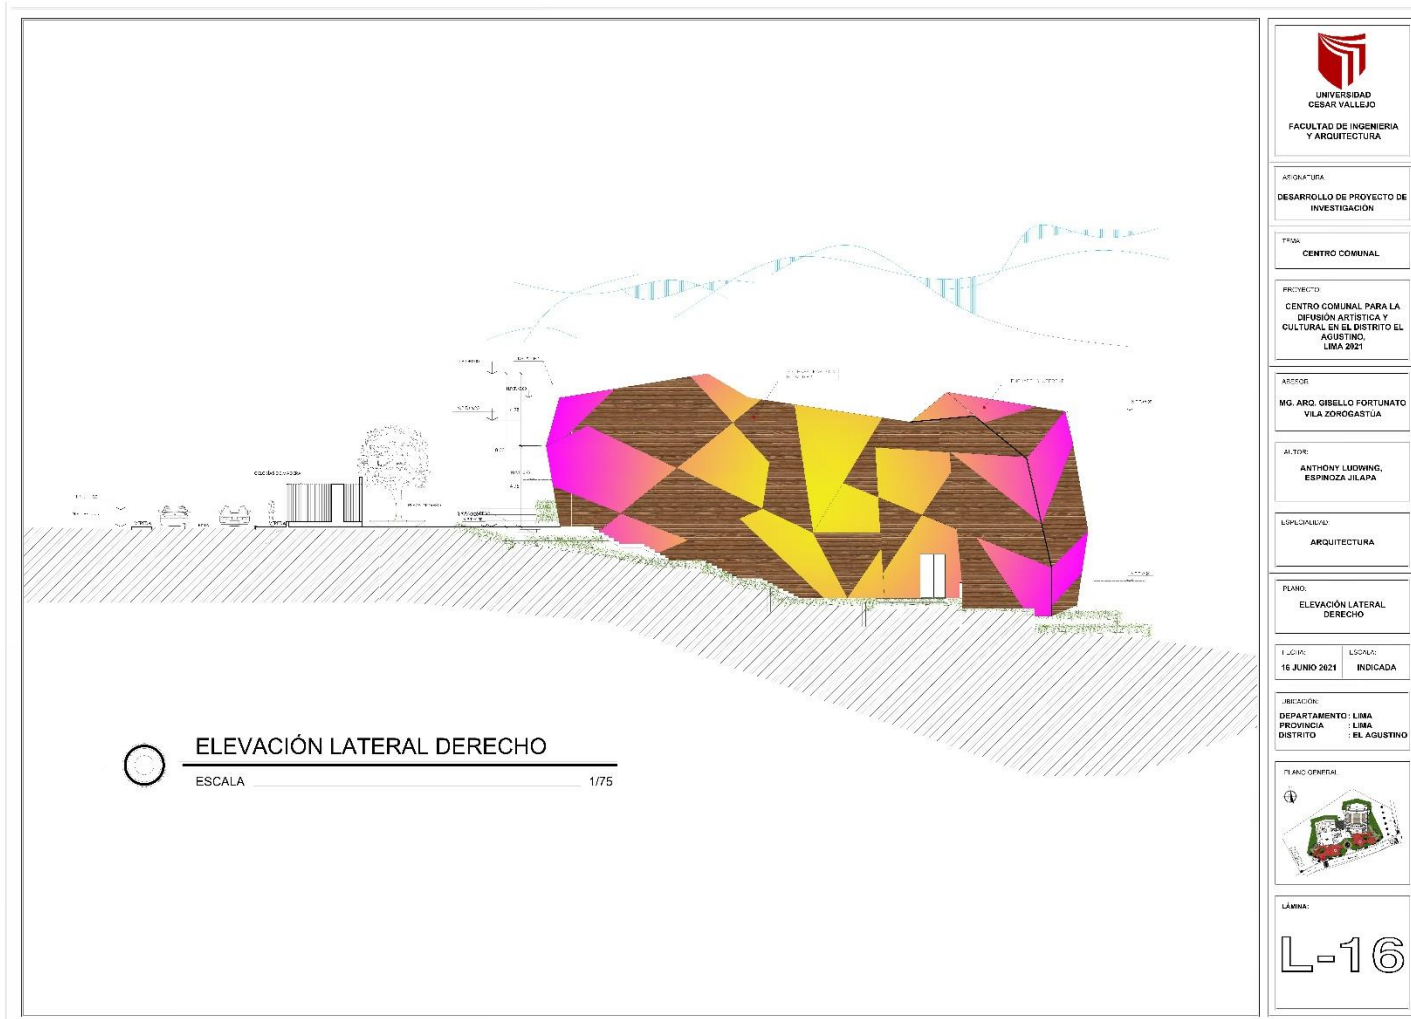 UNIVERSIDAD
CESAR VALLEJO
FACULTAD DE INGENIERIA
Y ARQUITECTURA
ASIGNATURA:
DESARROLLO DE PROYECTO DE
INVESTIGACIÓN
TEMA:
CENTRO COMUNAL
PROYECTO:
CENTRO COMUNAL PARA LA
DIFUSIÓN ARTÍSTICA Y
CULTURAL EN EL DISTRITO EL
AGUSTINO,
LIMA 2021
ASESOR:
MG. ARQ. GISELLO FORTUNATO
VILA ZOROGASTÚA
AUTOR:
ANTHONY LUDWING,
ESPINOZA JILAPA
ESPECIALIDAD:
ARQUITECTURA
PLANO:
ELEVACIÓN LATERAL
DERECHO
FECHA:
16 JUNIO 2021
ESCALA:
INDICADA
UBICACIÓN:
DEPARTAMENTO : LIMA
PROVINCIA : LIMA
DISTRITO : EL AGUSTINO
PLANO GENERAL:
LÁMINA:
L-16
CELOSÍAS DE MADERA
ELEVACIÓN LATERAL DERECHO
ESCALA 1/75